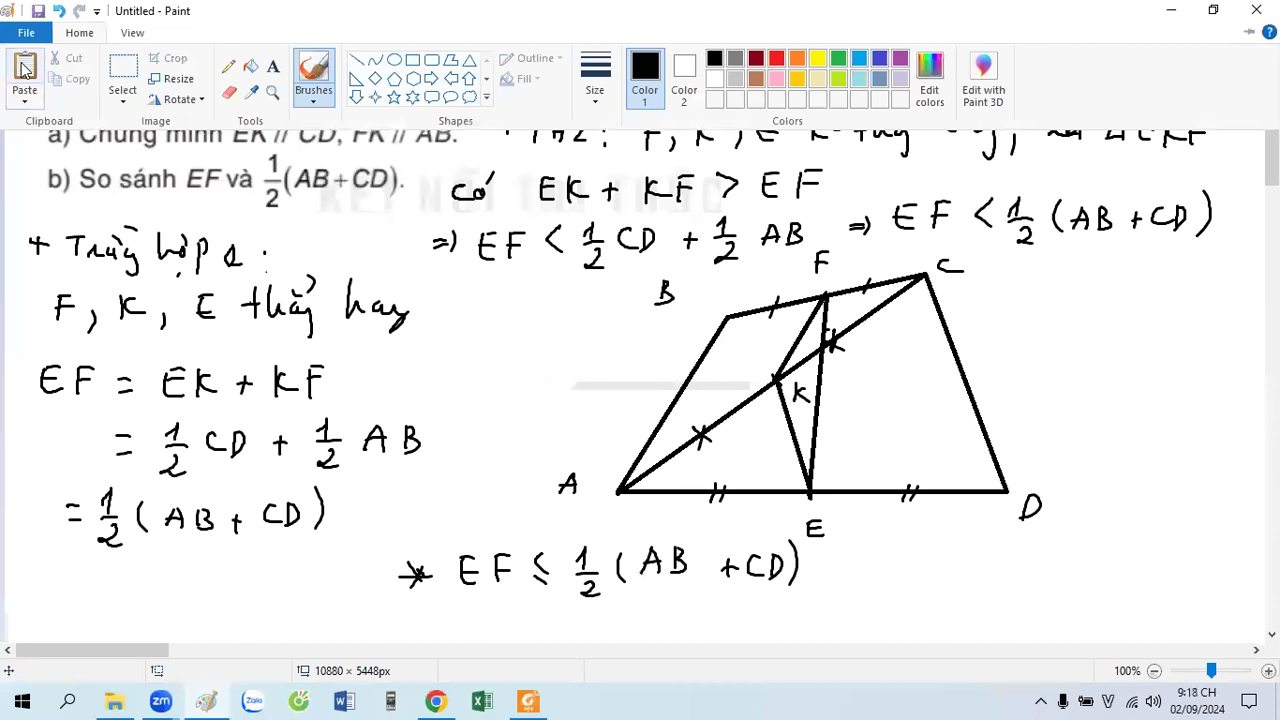 Untitled - Paint
File
Home
View
Paste
Cut
Copy
Clipboard
Select
Crop
Resize
Rotate
Image
Tools
Brushes
Shapes
Outline
Fill
Size
Color 1
Color 2
Colors
Edit colors
Edit with Paint 3D
a) Chứng minh EK // CD, FK // AB.
F, K, E
b) So sánh EF và 1/2(AB+CD).
có EK + KF > EF
⇒ EF < 1/2 CD + 1/2 AB
⇒ EF < 1/2 (AB + CD)
+ Trường hợp 1 :
F, K, E thẳng hay
EF = EK + KF
= 1/2 CD + 1/2 AB
= 1/2 (AB + CD)
B
F
C
K
A
E
D
* EF ≤ 1/2 (AB + CD)
10880 × 5448px
100%
9:18 CH
02/09/2024